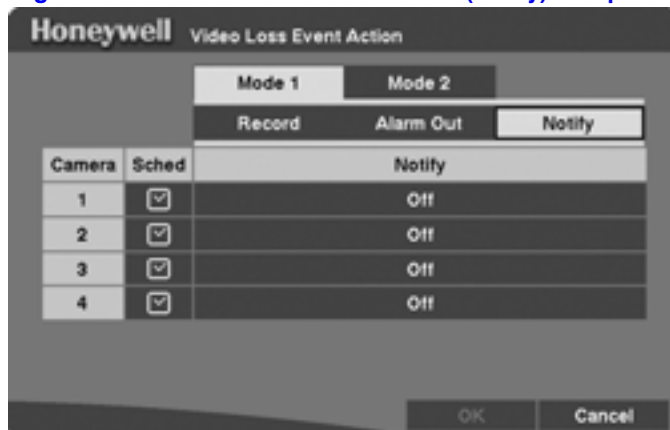 Honeywell Video Loss Event Action
Mode 1 Mode 2
Record Alarm Out Notify
Camera Sched Notify
1 Off
2 Off
3 Off
4 Off
OK Cancel